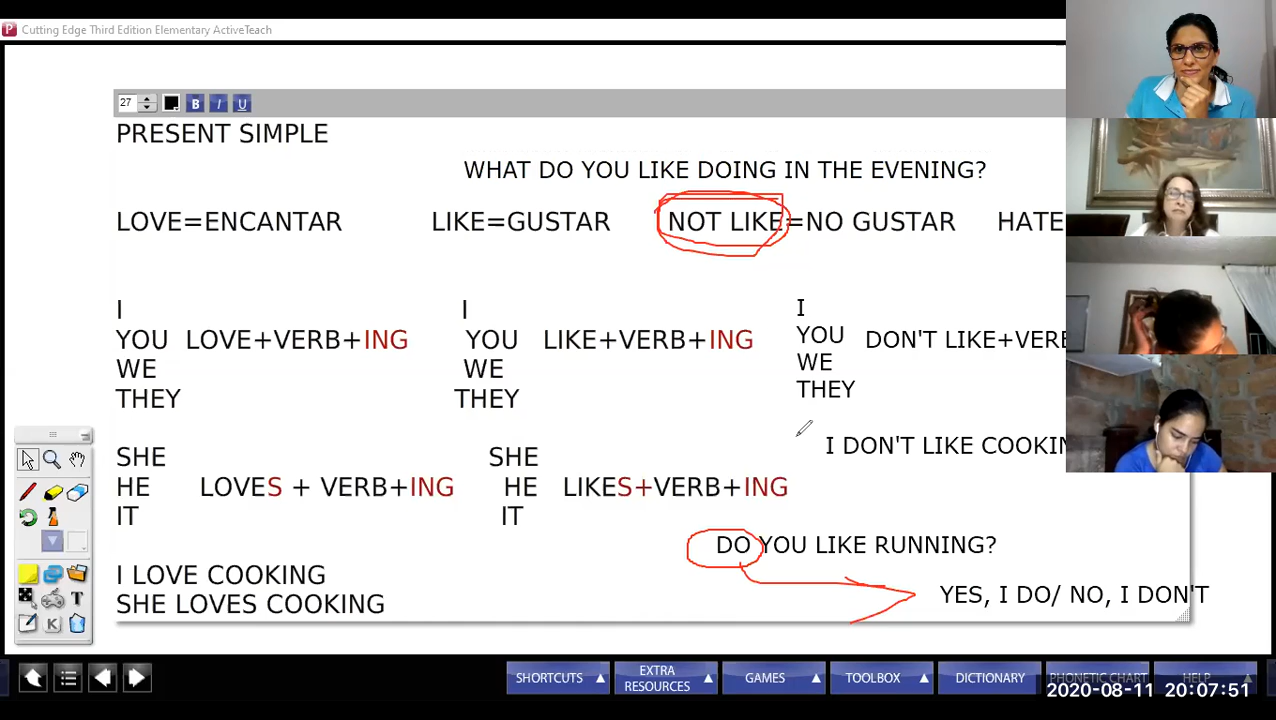 Cutting Edge Third Edition Elementary ActiveTeach
27 B I U
PRESENT SIMPLE
WHAT DO YOU LIKE DOING IN THE EVENING?
LOVE=ENCANTAR LIKE=GUSTAR NOT LIKE=NO GUSTAR HATE
I I I
YOU LOVE+VERB+ING YOU LIKE+VERB+ING YOU DON'T LIKE+VERB
WE WE WE
THEY THEY THEY
I DON'T LIKE COOKIN
SHE SHE
HE LOVES + VERB+ING HE LIKES+VERB+ING
IT IT
DO YOU LIKE RUNNING?
I LOVE COOKING
YES, I DO/ NO, I DON'T
SHE LOVES COOKING
T
K
SHORTCUTS EXTRA RESOURCES GAMES TOOLBOX DICTIONARY PHONETIC CHART HELP
2020-08-11 20:07:51